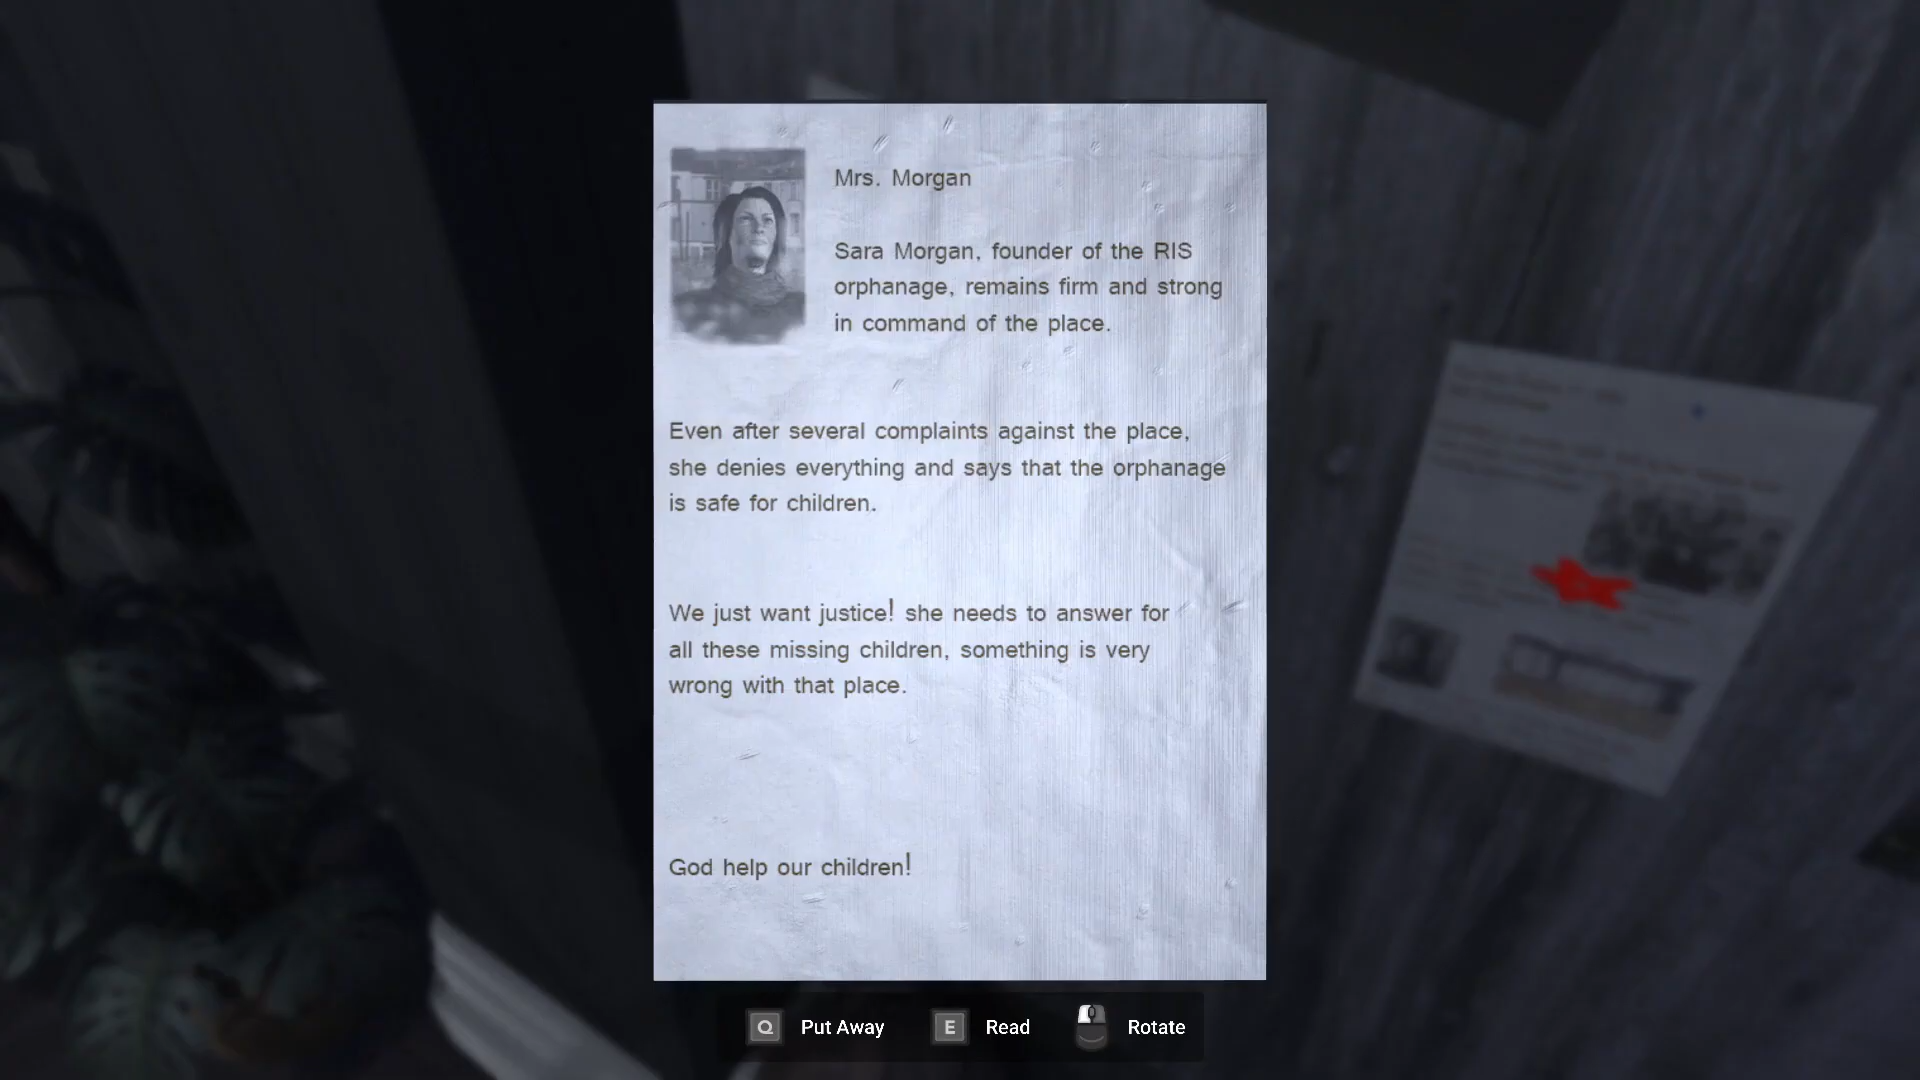 Mrs. Morgan
Sara Morgan, founder of the RIS
orphanage, remains firm and strong
in command of the place.
Even after several complaints against the place,
she denies everything and says that the orphanage
is safe for children.
We just want justice! she needs to answer for
all these missing children, something is very
wrong with that place.
God help our children!
Q Put Away E Read Rotate